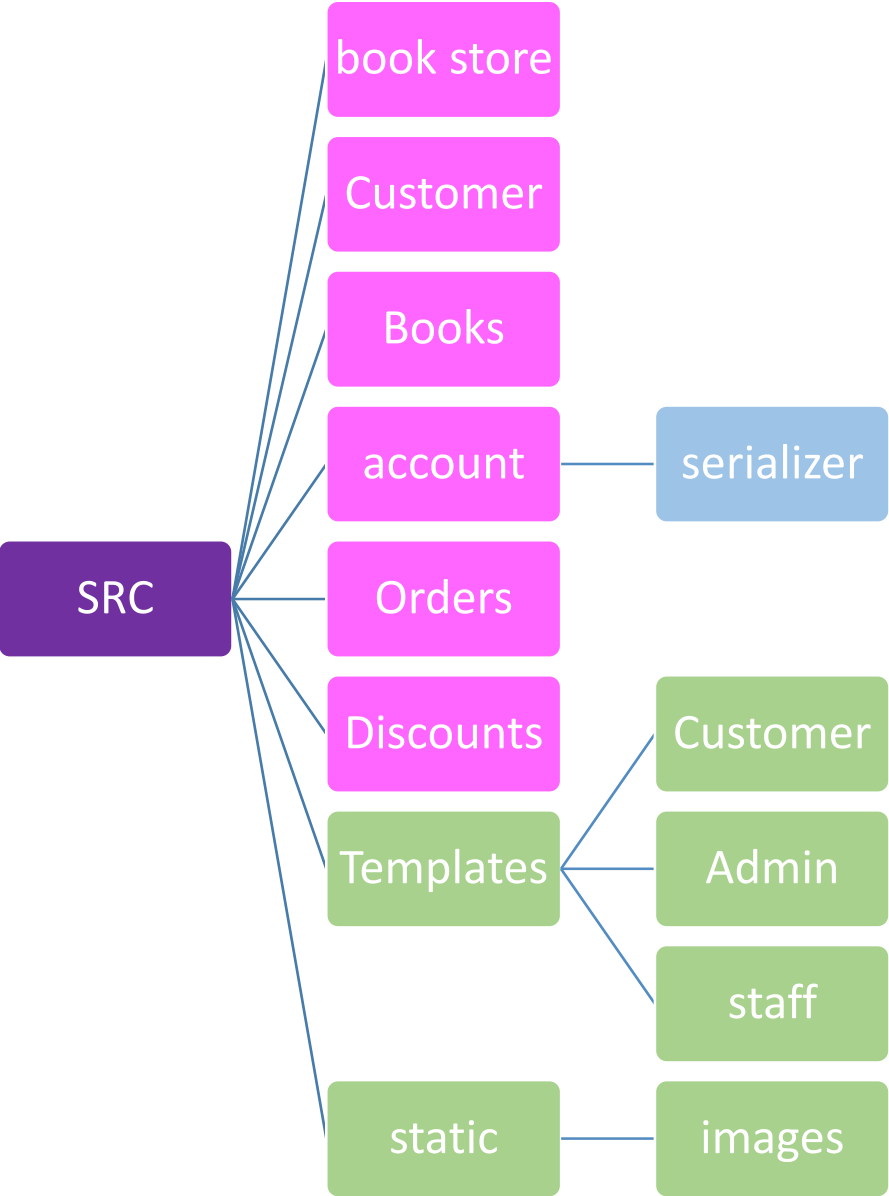 book store
Customer
Books
account
serializer
SRC
Orders
Discounts
Customer
Templates
Admin
staff
static
images